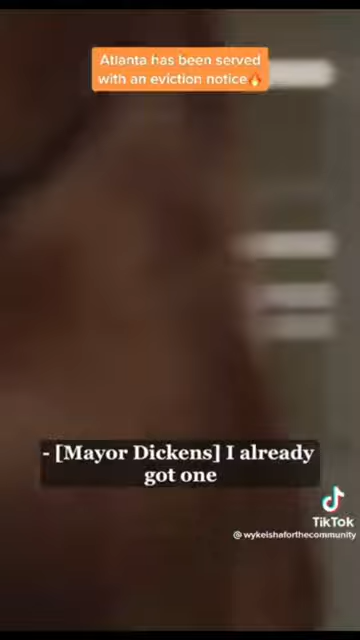 Atlanta has been served
with an eviction notice🔥
- [Mayor Dickens] I already
got one
TikTok
@ wykeishaforthecommunity